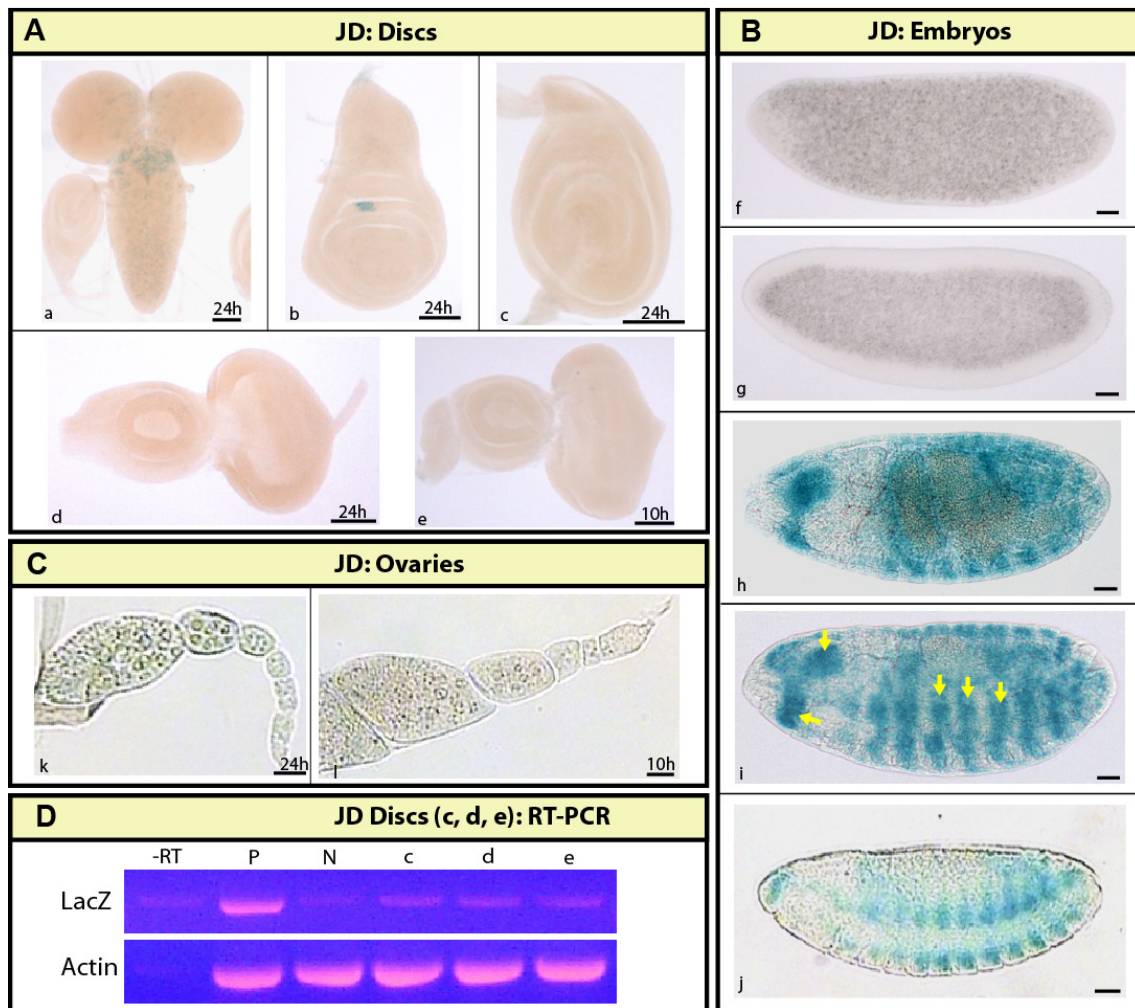 A JD: Discs
a 24h
b 24h
c 24h
d 24h
e 10h
B JD: Embryos
f
g
h
i
j
C JD: Ovaries
k 24h
l 10h
D JD Discs (c, d, e): RT-PCR
-RT P N c d e
LacZ
Actin